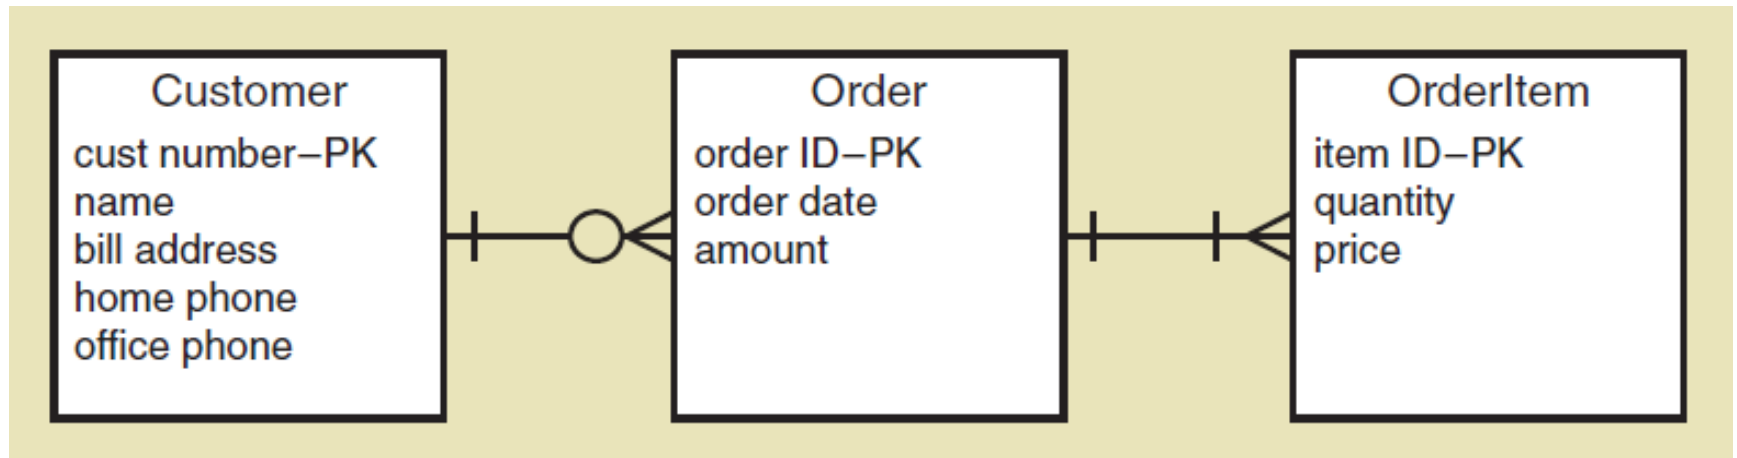 Customer
cust number–PK
name
bill address
home phone
office phone
Order
order ID–PK
order date
amount
OrderItem
item ID–PK
quantity
price